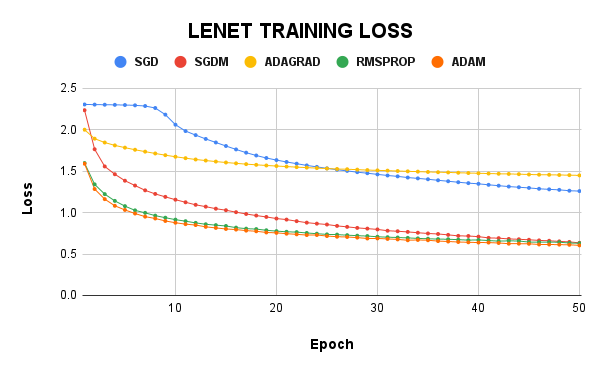 LENET TRAINING LOSS
SGD SGDM ADAGRAD RMSPROP ADAM
2.5
2.0
1.5
1.0
0.5
0.0
Loss
10 20 30 40 50
Epoch